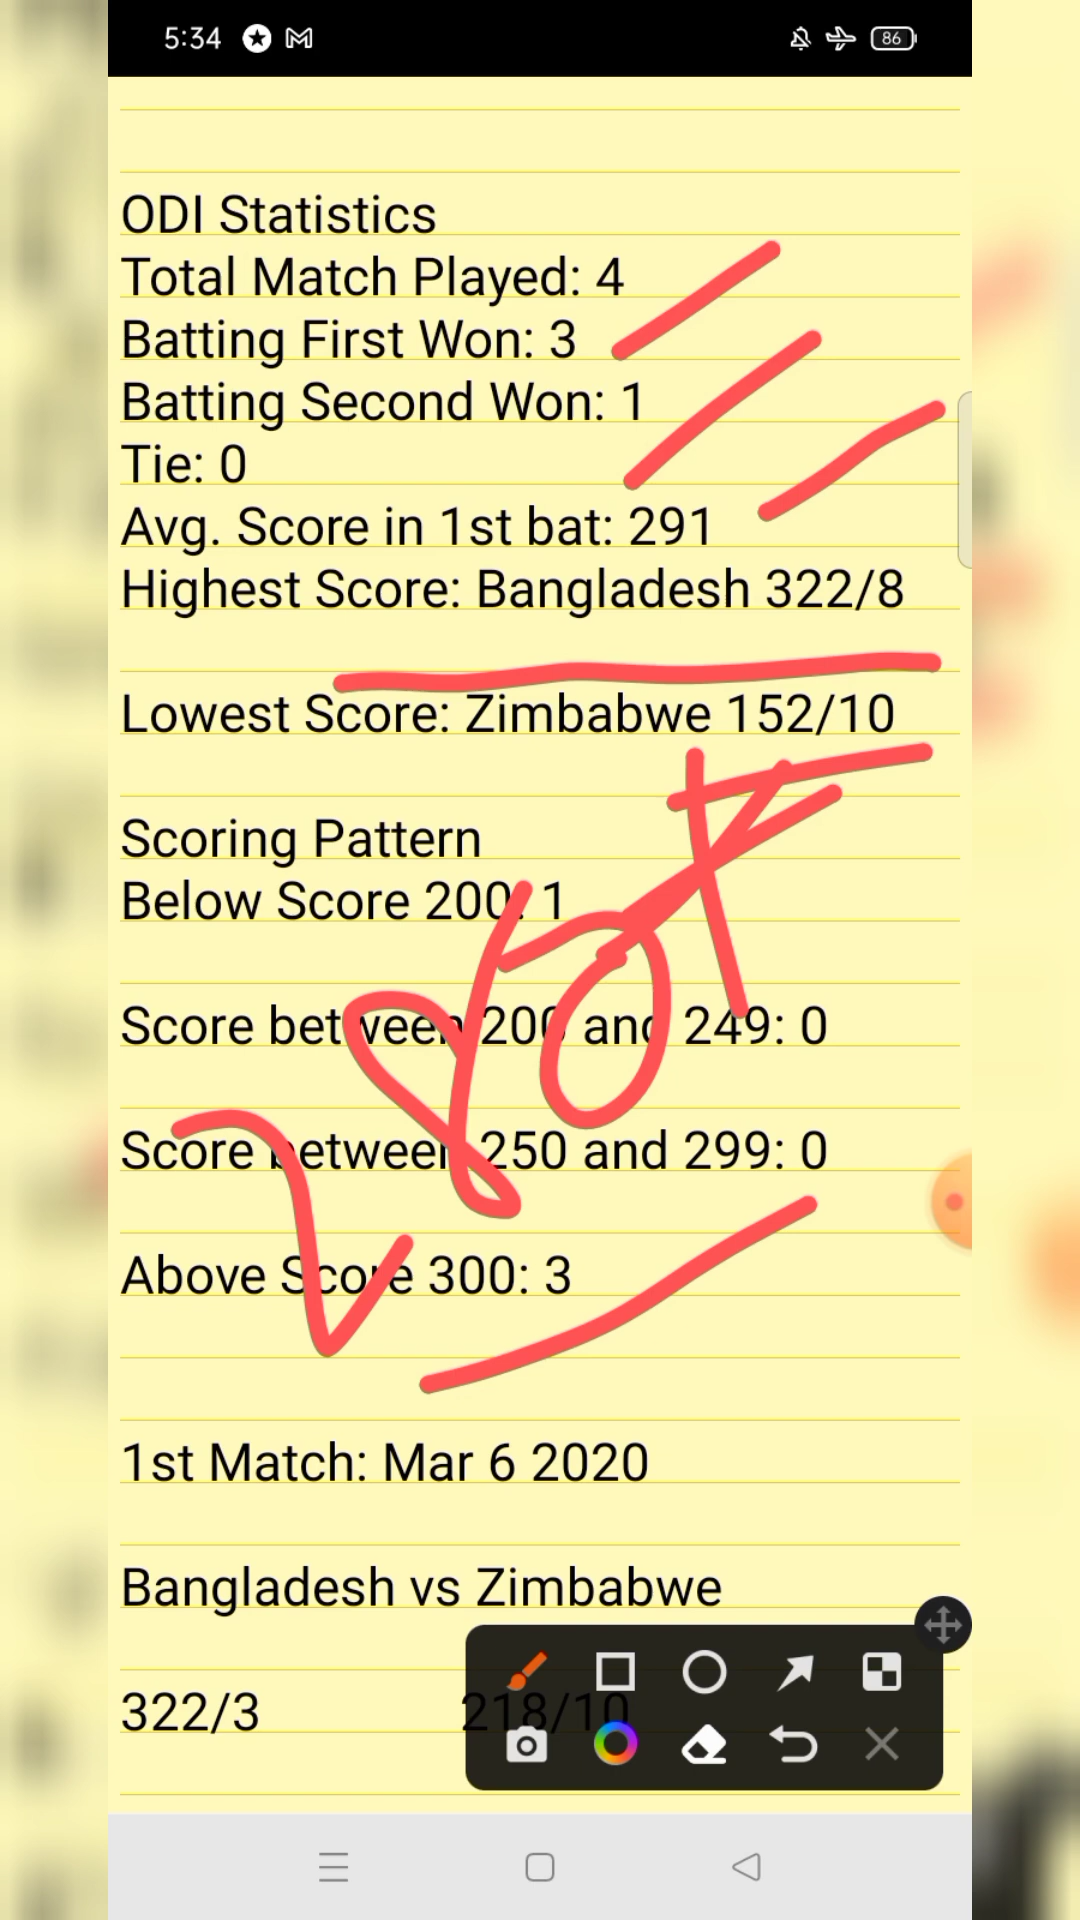 5:34
86
ODI Statistics
Total Match Played: 4
Batting First Won: 3
Batting Second Won: 1
Tie: 0
Avg. Score in 1st bat: 291
Highest Score: Bangladesh 322/8
Lowest Score: Zimbabwe 152/10
Scoring Pattern
Below Score 200: 1
280+
Score between 200 and 249: 0
Score between 250 and 299: 0
Above Score 300: 3
1st Match: Mar 6 2020
Bangladesh vs Zimbabwe
322/3 218/10